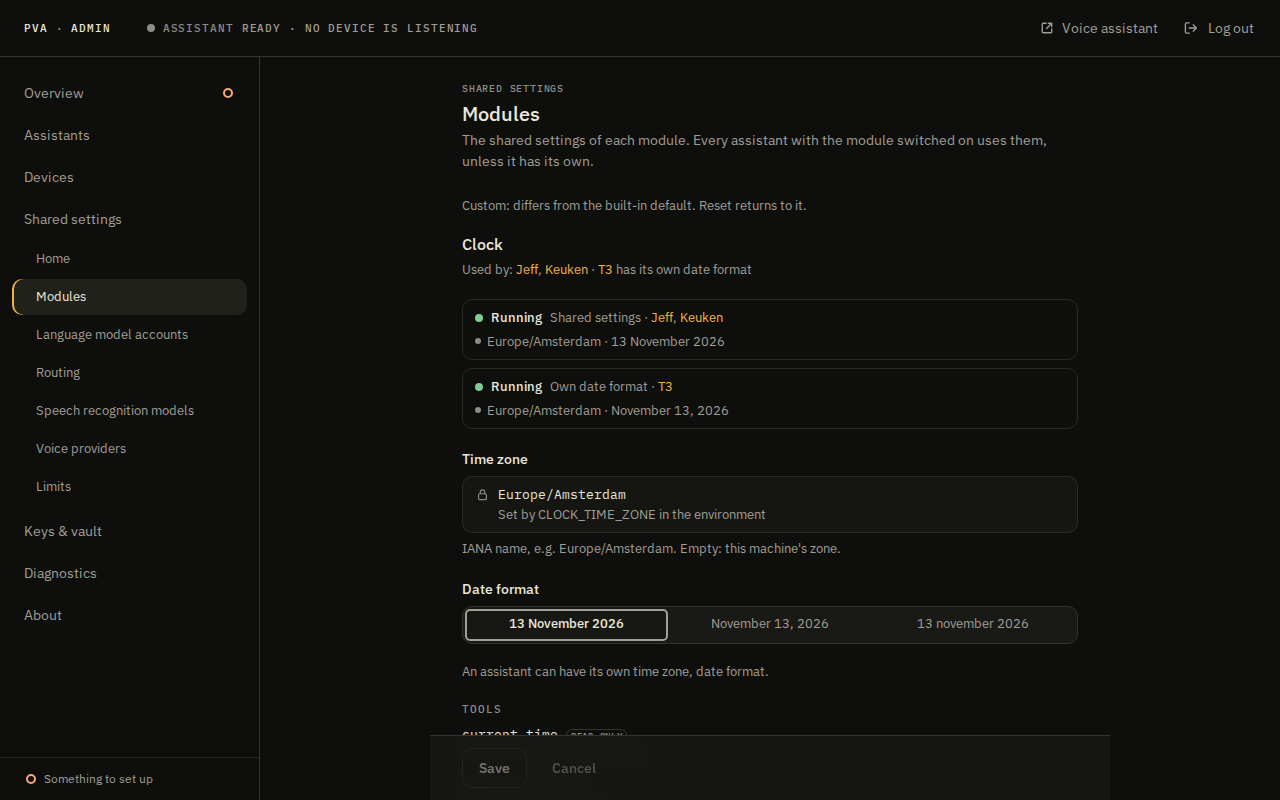 PVA · ADMIN
ASSISTANT READY · NO DEVICE IS LISTENING
Voice assistant
Log out
Overview
Assistants
Devices
Shared settings
Home
Modules
Language model accounts
Routing
Speech recognition models
Voice providers
Limits
Keys & vault
Diagnostics
About
Something to set up
SHARED SETTINGS
Modules
The shared settings of each module. Every assistant with the module switched on uses them,
unless it has its own.
Custom: differs from the built-in default. Reset returns to it.
Clock
Used by: Jeff, Keuken · T3 has its own date format
Running Shared settings · Jeff, Keuken
Europe/Amsterdam · 13 November 2026
Running Own date format · T3
Europe/Amsterdam · November 13, 2026
Time zone
Europe/Amsterdam
Set by CLOCK_TIME_ZONE in the environment
IANA name, e.g. Europe/Amsterdam. Empty: this machine's zone.
Date format
13 November 2026
November 13, 2026
13 november 2026
An assistant can have its own time zone, date format.
TOOLS
current_time READ ONLY
Save
Cancel